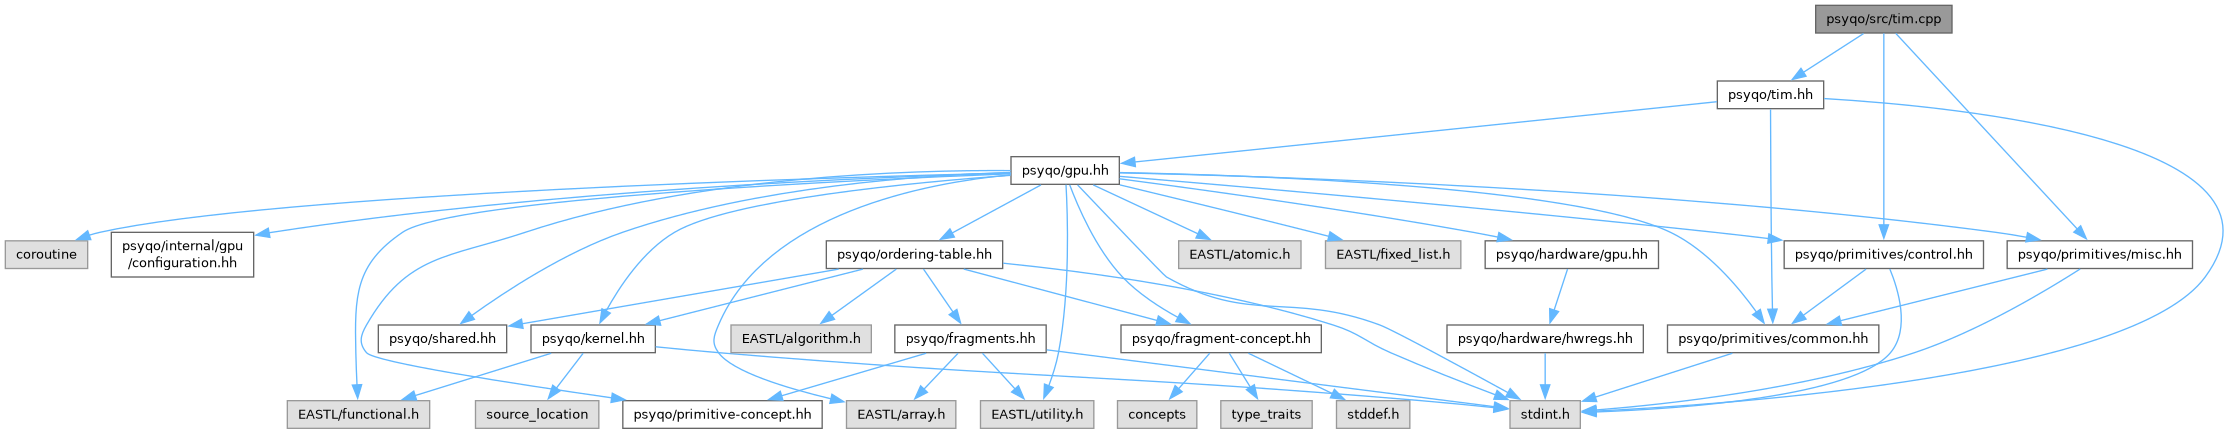 psyqo/src/tim.cpp
psyqo/tim.hh
psyqo/gpu.hh
coroutine
psyqo/internal/gpu
/configuration.hh
psyqo/ordering-table.hh
EASTL/atomic.h
EASTL/fixed_list.h
psyqo/hardware/gpu.hh
psyqo/primitives/control.hh
psyqo/primitives/misc.hh
psyqo/shared.hh
psyqo/kernel.hh
EASTL/algorithm.h
psyqo/fragments.hh
psyqo/fragment-concept.hh
psyqo/hardware/hwregs.hh
psyqo/primitives/common.hh
EASTL/functional.h
source_location
psyqo/primitive-concept.hh
EASTL/array.h
EASTL/utility.h
concepts
type_traits
stddef.h
stdint.h